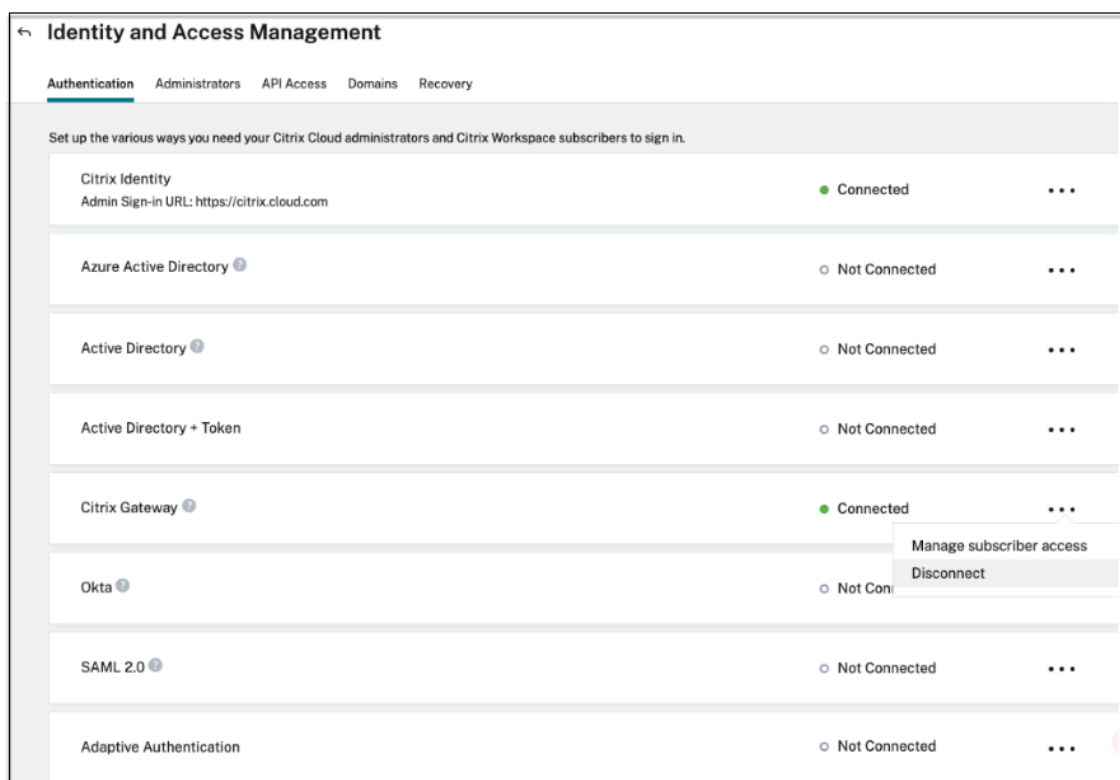 Identity and Access Management
Authentication Administrators API Access Domains Recovery
Set up the various ways you need your Citrix Cloud administrators and Citrix Workspace subscribers to sign in.
Citrix Identity
Admin Sign-in URL: https://citrix.cloud.com
Connected
Azure Active Directory ?
Not Connected
Active Directory ?
Not Connected
Active Directory + Token
Not Connected
Citrix Gateway ?
Connected
Manage subscriber access
Disconnect
Okta ?
Not Con
SAML 2.0 ?
Not Connected
Adaptive Authentication
Not Connected